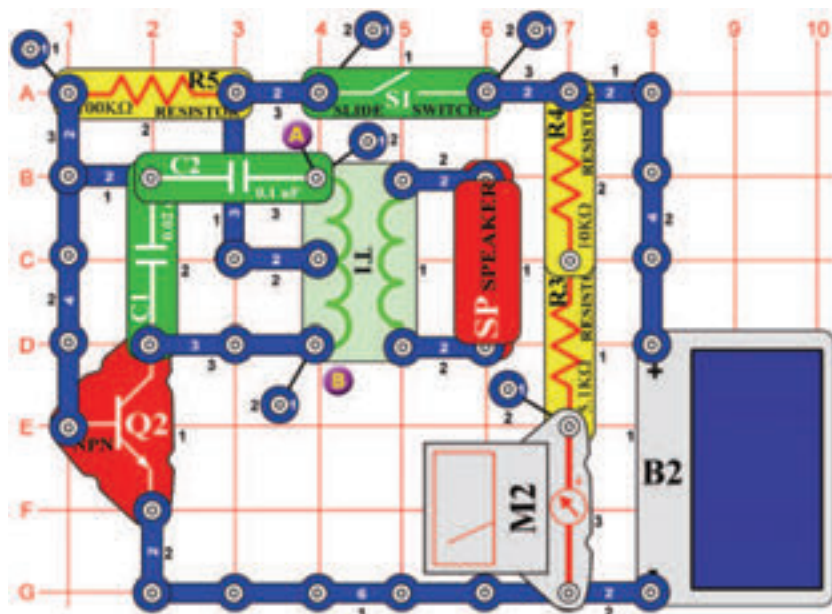 1 2 3 4 5 6 7 8 9 10
A
B
C
D
E
F
G
R5
100KΩ RESISTOR
S1
SLIDE SWITCH
R4
RESISTOR
10KΩ
C2
0.1 uF
A
C1
0.02
T1
SP SPEAKER
R3
RESISTOR
5.1KΩ
B
Q2
NPN
M2
+
B2
+
-